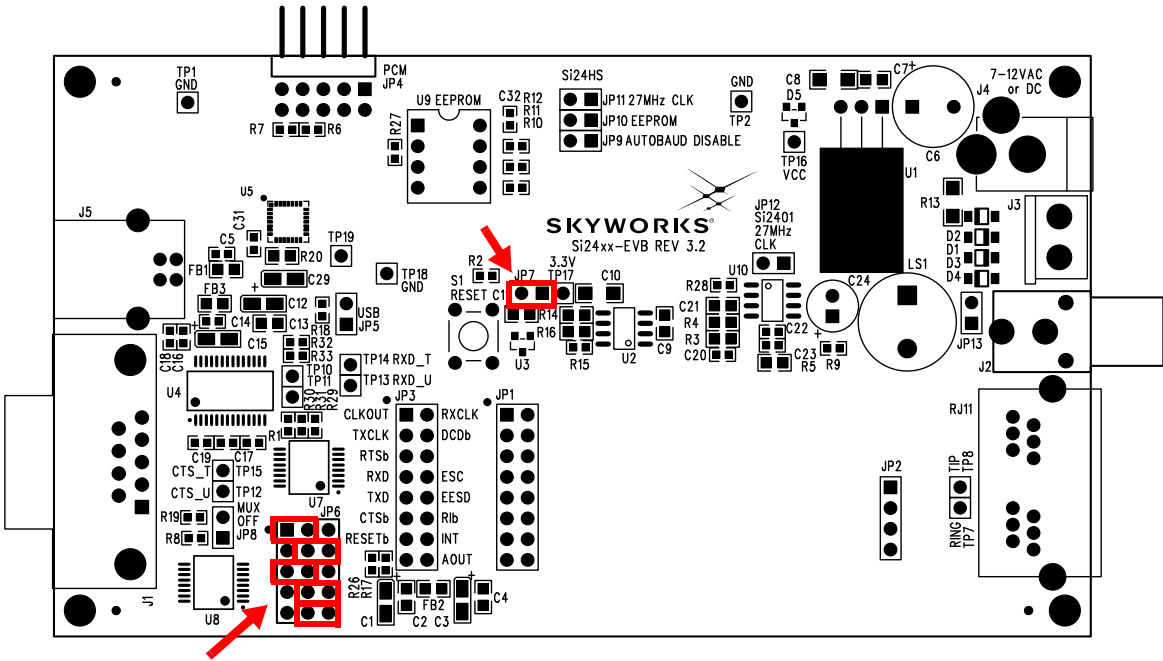 PCM
JP4
TP1
GND
R7
R6
R27
U9 EEPROM
C32
R12
R11
R10
Si24HS
JP11 27MHz CLK
JP10 EEPROM
JP9 AUTOBAUD DISABLE
GND
TP2
C8
D5
TP16
VCC
C7
+
C6
7-12VAC
or DC
J4
U1
R13
J3
D2
D1
D3
D4
SKYWORKS®
Si24xx-EVB REV 3.2
JP12
Si2401
27MHz
CLK
U10
J5
U5
C31
C5
FB1
R20
C29
TP19
TP18
GND
FB3
+
C12
C14
C13
R18
USB
JP5
C18
C16
+
C15
R32
R33
TP10
TP11
TP14 RXD_T
TP13 RXD_U
R2
S1
RESET
JP7
3.3V
TP17
C10
C1
R14
R16
U3
R15
U2
C9
R28
C21
R4
R3
C20
C22
C23
R5
C24
+
R9
LS1
JP13
J2
U4
R30
R31
R29
R1
C19
C17
CTS_T
TP15
CTS_U
TP12
U7
JP3
JP1
CLKOUT
RXCLK
TXCLK
DCDb
RTSb
RXD
ESC
TXD
EESD
CTSb
RIb
RESETb
INT
AOUT
R19
R8
MUX
OFF
JP8
JP6
J1
U8
R26
R17
+
C1
C2
FB2
+
C3
C4
JP2
RJ11
TIP
TP8
RING
TP7